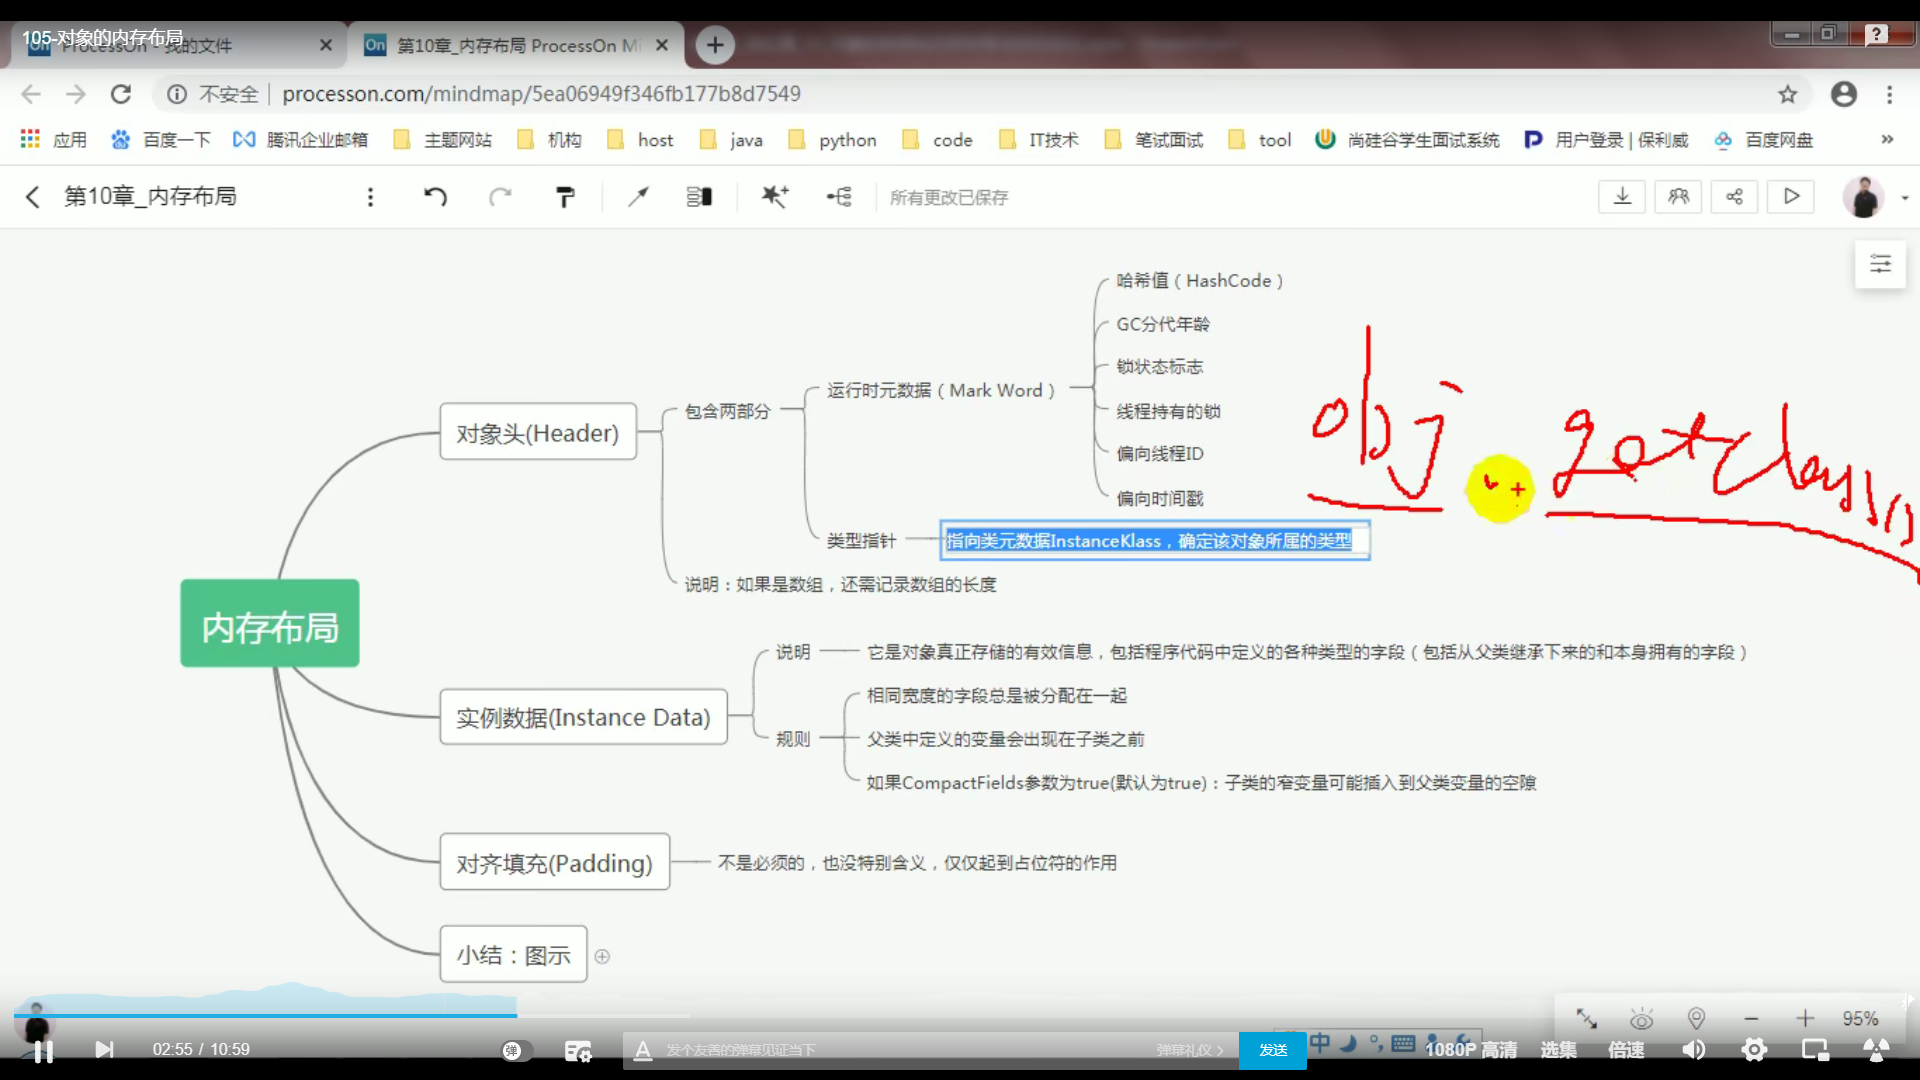 105-对象的内存布局
ProcessOn - 我的文件
第10章_内存布局 ProcessOn Mi
不安全 processon.com/mindmap/5ea06949f346fb177b8d7549
应用 百度一下 腾讯企业邮箱 主题网站 机构 host java python code IT技术 笔试面试 tool 尚硅谷学生面试系统 用户登录 | 保利威 百度网盘 »
第10章_内存布局 所有更改已保存
哈希值（HashCode）
GC分代年龄
锁状态标志
运行时元数据（Mark Word）
包含两部分
线程持有的锁
对象头(Header)
偏向线程ID
偏向时间戳
obj . getclass()
类型指针 指向类元数据InstanceKlass，确定该对象所属的类型
说明：如果是数组，还需记录数组的长度
内存布局
说明 它是对象真正存储的有效信息，包括程序代码中定义的各种类型的字段（包括从父类继承下来的和本身拥有的字段）
相同宽度的字段总是被分配在一起
实例数据(Instance Data)
规则 父类中定义的变量会出现在子类之前
如果CompactFields参数为true(默认为true)：子类的窄变量可能插入到父类变量的空隙
对齐填充(Padding) 不是必须的，也没特别含义，仅仅起到占位符的作用
小结：图示
95%
02:55 / 10:59 弹 发个友善的弹幕见证当下 弹幕礼仪 发送 中 1080P 高清 选集 倍速